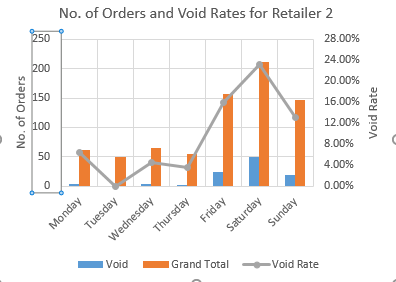 No. of Orders and Void Rates for Retailer 2
No. of Orders
250
200
150
100
50
0
28.00%
24.00%
20.00%
16.00%
12.00%
8.00%
4.00%
0.00%
Void Rate
Monday
Tuesday
Wednesday
Thursday
Friday
Saturday
Sunday
Void Grand Total Void Rate